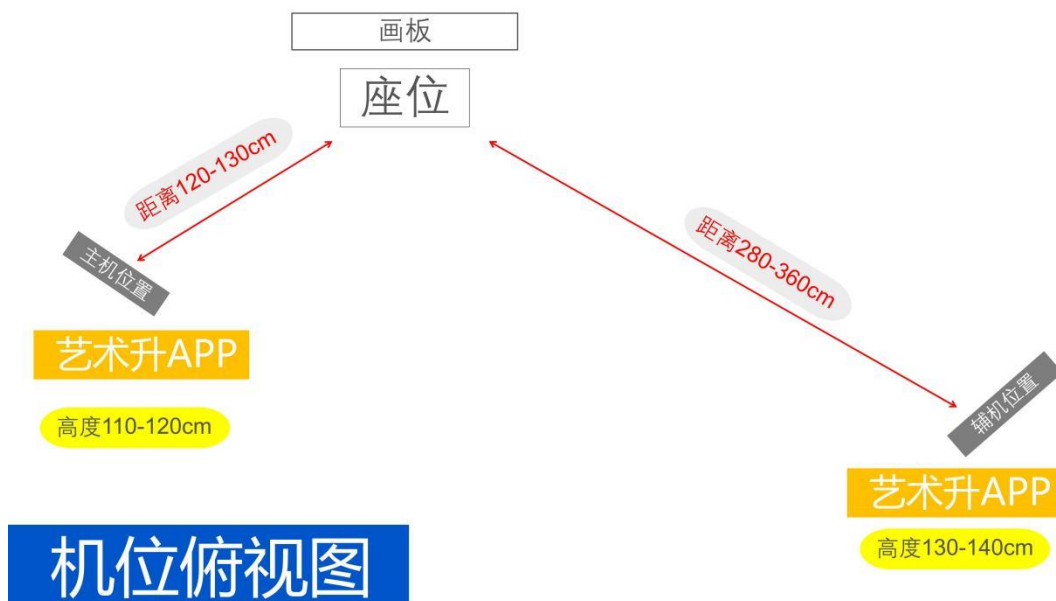 画板
座位
距离120-130cm
距离280-360cm
主机位置
艺术升APP
高度110-120cm
辅机位置
艺术升APP
高度130-140cm
机位俯视图